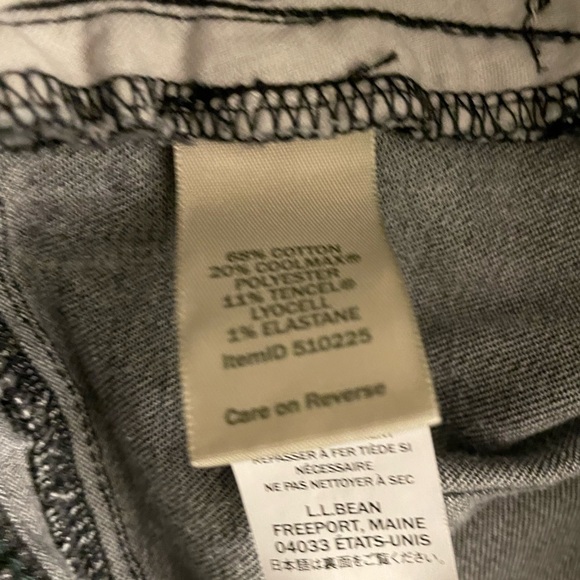 68% COTTON
20% COOLMAX®
POLYESTER
11% TENCEL®
LYOCELL
1% ELASTANE
ItemID 510225
Care on Reverse
REPASSER À FER TIÈDE SI
NÉCESSAIRE
NE PAS NETTOYER À SEC
L.L.BEAN
FREEPORT, MAINE
04033 ÉTATS-UNIS
日本語は裏面をご覧ください。